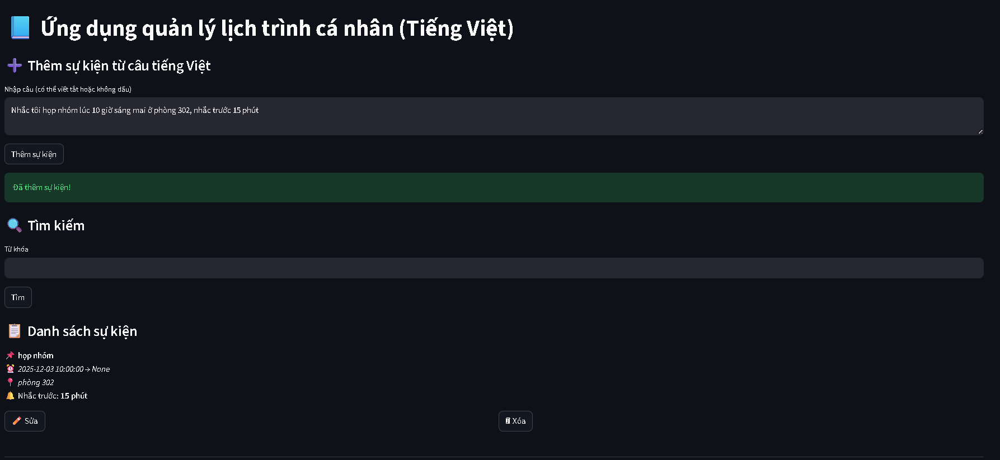 Ứng dụng quản lý lịch trình cá nhân (Tiếng Việt)
Thêm sự kiện từ câu tiếng Việt
Nhập câu (có thể viết tắt hoặc không dấu)
Nhắc tôi họp nhóm lúc 10 giờ sáng mai ở phòng 302, nhắc trước 15 phút
Thêm sự kiện
Đã thêm sự kiện!
Tìm kiếm
Từ khóa
Tìm
Danh sách sự kiện
họp nhóm
2025-12-03 10:00:00 → None
phòng 302
Nhắc trước: 15 phút
Sửa
Xóa